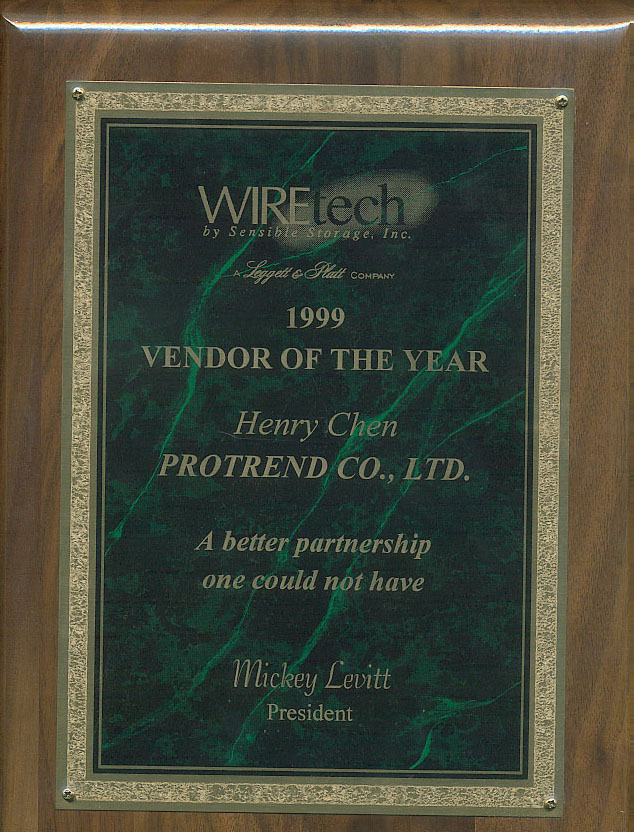 WIREtech
by Sensible Storage, Inc.
A Leggett & Platt COMPANY
1999
VENDOR OF THE YEAR
Henry Chen
PROTREND CO., LTD.
A better partnership
one could not have
Mickey Levitt
President